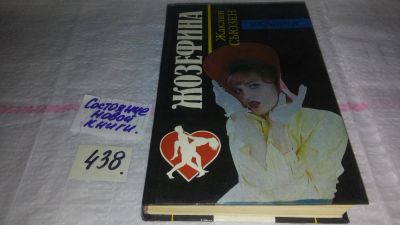 Состояние
новой
книги.
438.
ЖОЗЕФИНА
Жаклин
СЬЮЗЕН